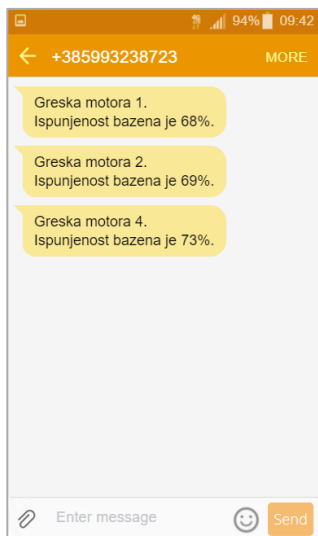 94% 09:42
+385993238723 MORE
Greska motora 1.
Ispunjenost bazena je 68%.
Greska motora 2.
Ispunjenost bazena je 69%.
Greska motora 4.
Ispunjenost bazena je 73%.
Enter message Send